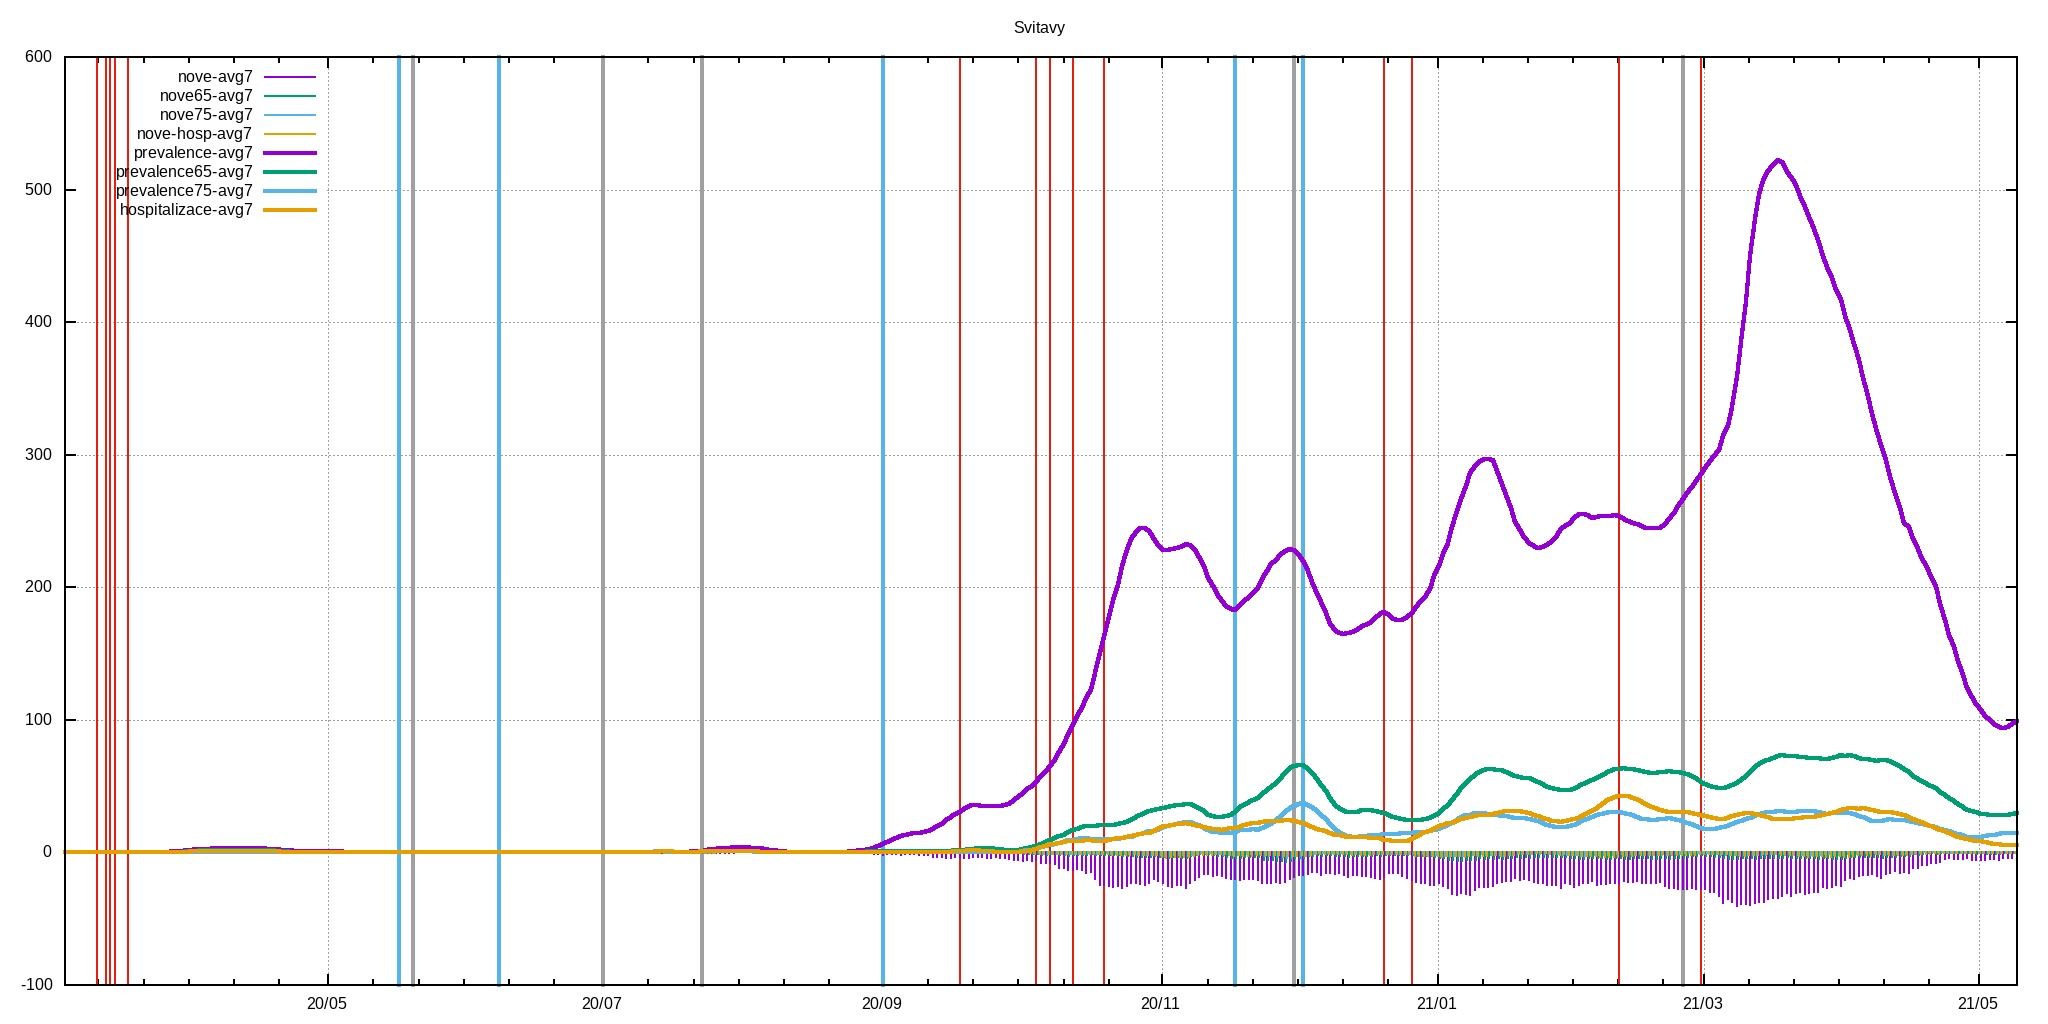 Svitavy
600
500
400
300
200
100
0
-100
nove-avg7
nove65-avg7
nove75-avg7
nove-hosp-avg7
prevalence-avg7
prevalence65-avg7
prevalence75-avg7
hospitalizace-avg7
20/05
20/07
20/09
20/11
21/01
21/03
21/05